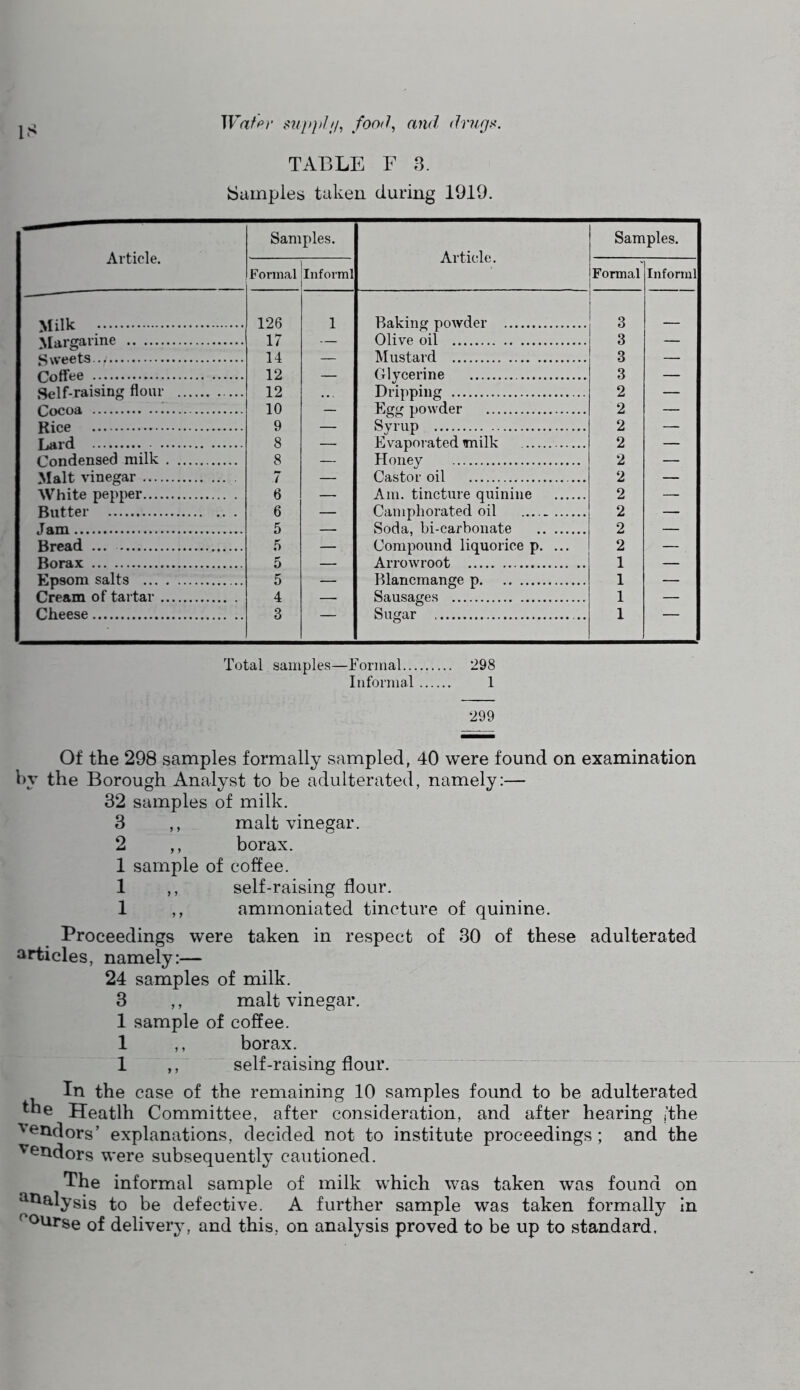 18
Water supply, food, and drugs.
TABLE F 3.
Samples taken during 1919.
Article. Samples. Article. Samples.
Formal Informl Formal Informl
Milk 126 1 Baking powder 3 —
Margarine 17 — Olive oil 3 —
Sweets 14 — Mustard 3 —
Coffee 12 — Glycerine 3 —
Self-raising flour 12 ... Dripping 2 —
Cocoa 10 — Egg powder 2 —
Rice 9 — Syrup 2 —
Lard 8 — Evaporated milk 2 —
Condensed milk 8 — Honey 2 —
Malt vinegar 7 — Castor oil 2 —
White pepper 6 — Am. tincture quinine 2 —
Butter 6 — Camphorated oil 2 —
Jam 5 — Soda, bi-carbonate 2 —
Bread 5 — Compound liquorice p. 2 —
Borax 5 — Arrowroot 1 —
Epsom salts 5 — Blancmange p. 1 —
Cream of tartar 4 — Sausages 1 —
Cheese 3 — Sugar 1 —
Total samples—Formal 298
Informal 1
299
Of the 298 samples formally sampled, 40 were found on examination
by the Borough Analyst to be adulterated, namely:—
32 samples of milk.
3 ,, malt vinegar.
2 ,, borax.
1 sample of coffee.
1 ,, self-raising flour.
1 ,, ammoniated tincture of quinine.
Proceedings were taken in respect of 30 of these adulterated
articles, namely:—
24 samples of milk.
3 ,, malt vinegar.
1 sample of coffee.
1 ,, borax.
1 ,, self-raising flour.
In the case of the remaining 10 samples found to be adulterated
the Heatlh Committee, after consideration, and after hearing the
vendors' explanations, decided not to institute proceedings; and the
vendors were subsequently cautioned.
The informal sample of milk which was taken was found on
analysis to be defective. A further sample was taken formally in
course of delivery, and this, on analysis proved to be up to standard.